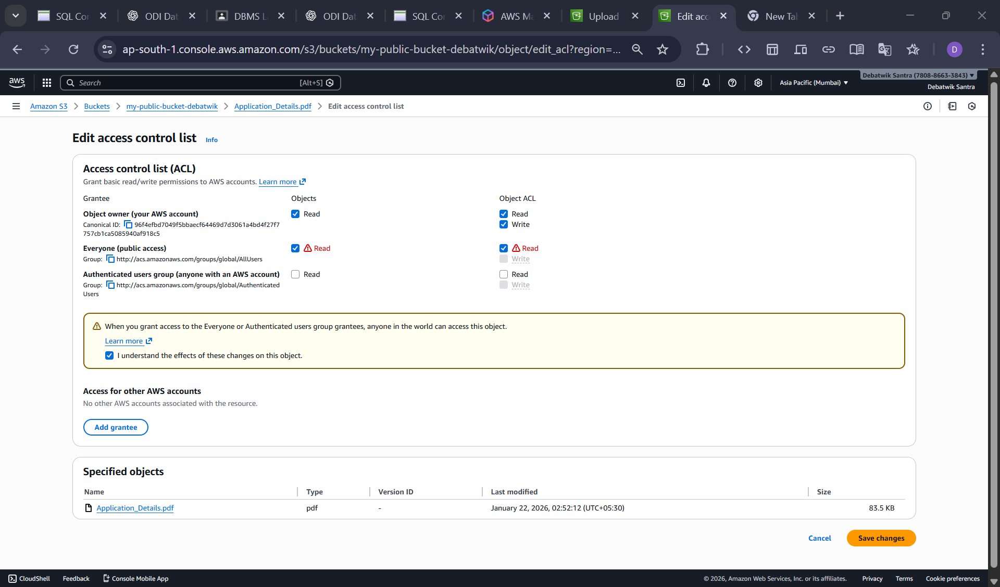 SQL Cor
ODI Dat
DBMS L
ODI Dat
SQL Cor
AWS Ma
Upload
Edit acc
New Tab
ap-south-1.console.aws.amazon.com/s3/buckets/my-public-bucket-debatwik/object/edit_acl?region=...
D
aws
Search
[Alt+S]
Asia Pacific (Mumbai)
Debatwik Santra (7808-8663-3843)
Debatwik Santra
Amazon S3
Buckets
my-public-bucket-debatwik
Application_Details.pdf
Edit access control list
Edit access control list Info
Access control list (ACL)
Grant basic read/write permissions to AWS accounts. Learn more
Grantee Objects Object ACL
Object owner (your AWS account) Read Read
Canonical ID: 96f4efbd7049f5bbaecf64469d7d3061a4bd4f27f7 Write
757cb1ca5085940af918c5
Everyone (public access) Read Read
Group: http://acs.amazonaws.com/groups/global/AllUsers Write
Authenticated users group (anyone with an AWS account) Read Read
Group: http://acs.amazonaws.com/groups/global/Authenticated Write
Users
When you grant access to the Everyone or Authenticated users group grantees, anyone in the world can access this object.
Learn more
I understand the effects of these changes on this object.
Access for other AWS accounts
No other AWS accounts associated with the resource.
Add grantee
Specified objects
Name Type Version ID Last modified Size
Application_Details.pdf pdf - January 22, 2026, 02:52:12 (UTC+05:30) 83.5 KB
Cancel Save changes
CloudShell Feedback Console Mobile App © 2026, Amazon Web Services, Inc. or its affiliates. Privacy Terms Cookie preferences